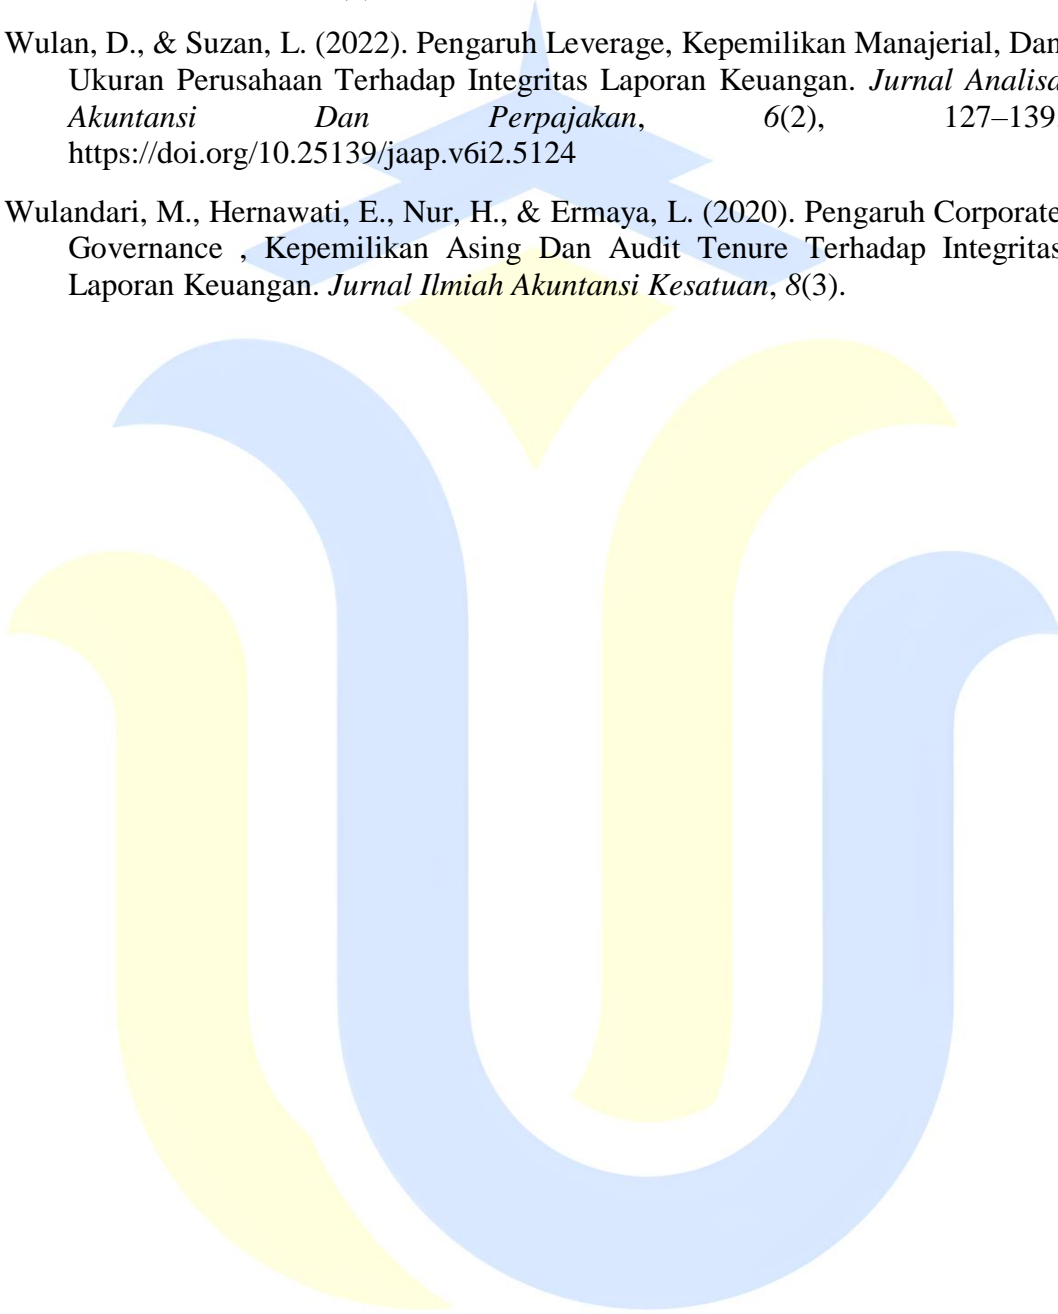 Wulan, D., & Suzan, L. (2022). Pengaruh Leverage, Kepemilikan Manajerial, Dan
Ukuran Perusahaan Terhadap Integritas Laporan Keuangan. Jurnal Analisa
Akuntansi Dan Perpajakan, 6(2), 127–139.
https://doi.org/10.25139/jaap.v6i2.5124
Wulandari, M., Hernawati, E., Nur, H., & Ermaya, L. (2020). Pengaruh Corporate
Governance , Kepemilikan Asing Dan Audit Tenure Terhadap Integritas
Laporan Keuangan. Jurnal Ilmiah Akuntansi Kesatuan, 8(3).